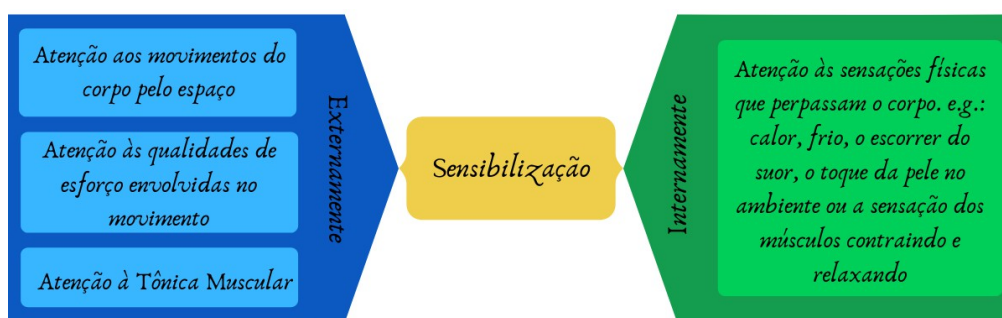 Atenção aos movimentos do
corpo pelo espaço
Atenção às qualidades de
esforço envolvidas no
movimento
Atenção à Tônica Muscular
Externamente
Sensibilização
Internamente
Atenção às sensações físicas
que perpassam o corpo. e.g.:
calor, frio, o escorrer do
suor, o toque da pele no
ambiente ou a sensação dos
músculos contraindo e
relaxando